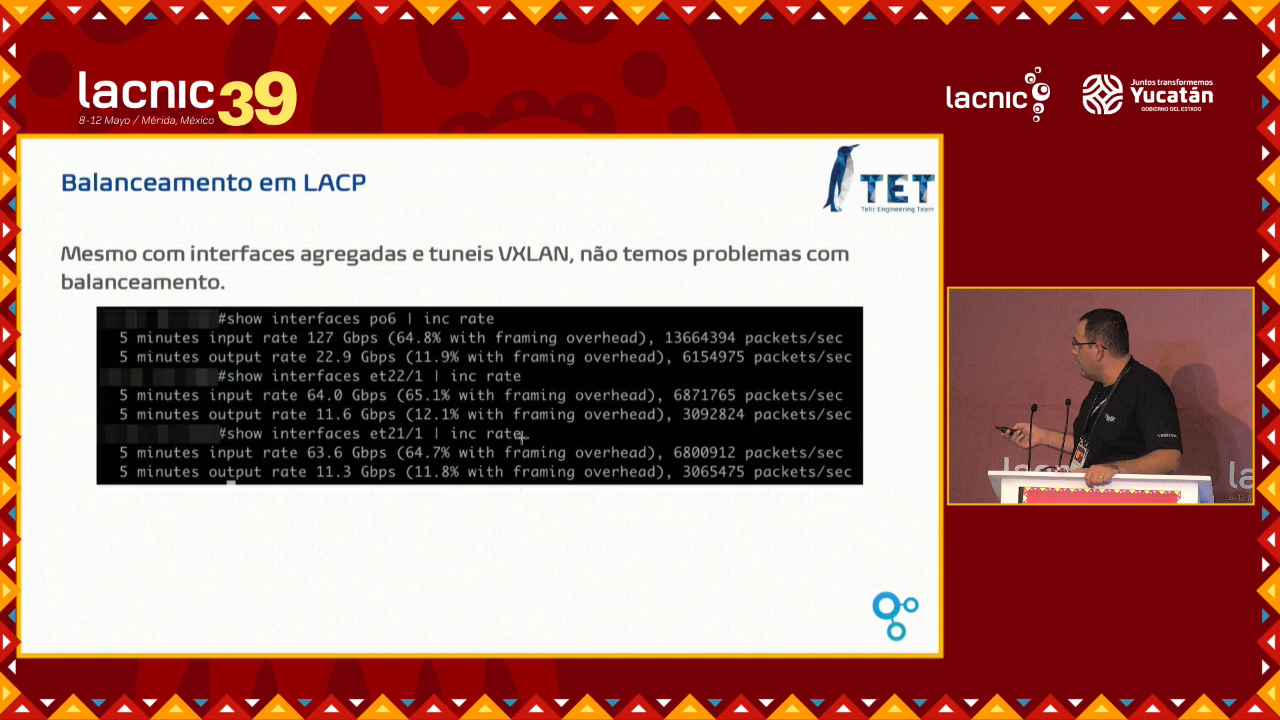 lacnic 39
8-12 Mayo / Mérida, México
lacnic
Juntos transformemos
Yucatán
GOBIERNO DEL ESTADO
Balanceamento em LACP
TET
Telic Engineering Team
Mesmo com interfaces agregadas e tuneis VXLAN, não temos problemas com
balanceamento.
#show interfaces po6 | inc rate
5 minutes input rate 127 Gbps (64.8% with framing overhead), 13664394 packets/sec
5 minutes output rate 22.9 Gbps (11.9% with framing overhead), 6154975 packets/sec
#show interfaces et22/1 | inc rate
5 minutes input rate 64.0 Gbps (65.1% with framing overhead), 6871765 packets/sec
5 minutes output rate 11.6 Gbps (12.1% with framing overhead), 3092824 packets/sec
#show interfaces et21/1 | inc rate
5 minutes input rate 63.6 Gbps (64.7% with framing overhead), 6800912 packets/sec
5 minutes output rate 11.3 Gbps (11.8% with framing overhead), 3065475 packets/sec